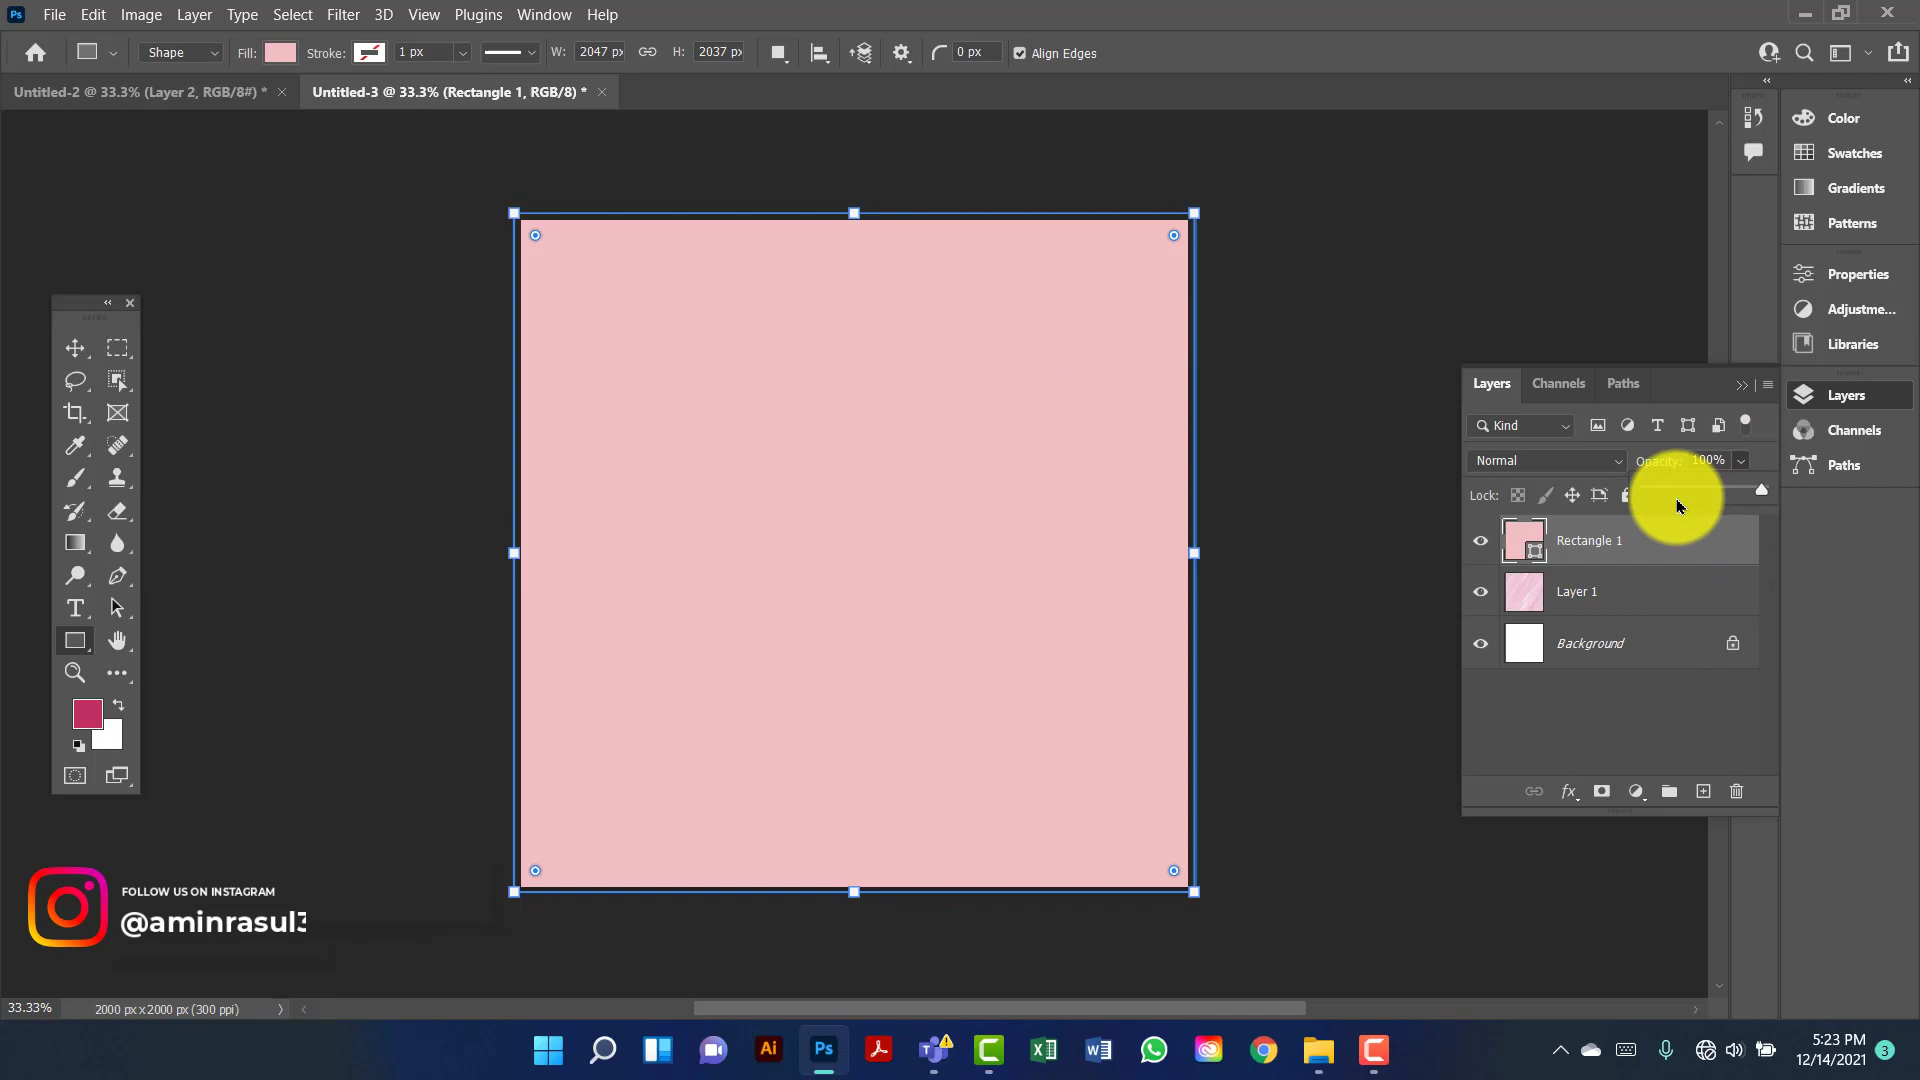 Ps File Edit Image Layer Type Select Filter 3D View Plugins Window Help
Shape Fill: Stroke: 1 px W: 2047 px H: 2037 px 0 px Align Edges
Untitled-2 @ 33.3% (Layer 2, RGB/8#) * Untitled-3 @ 33.3% (Rectangle 1, RGB/8) *
Color
Swatches
Gradients
Patterns
Properties
Adjustme...
Libraries
Layers
Channels
Paths
Layers Channels Paths
Kind
Normal Opacity: 100%
Lock:
Rectangle 1
Layer 1
Background
fx
FOLLOW US ON INSTAGRAM
@aminrasul3
33.33% 2000 px x 2000 px (300 ppi)
Ai Ps
5:23 PM
12/14/2021 3